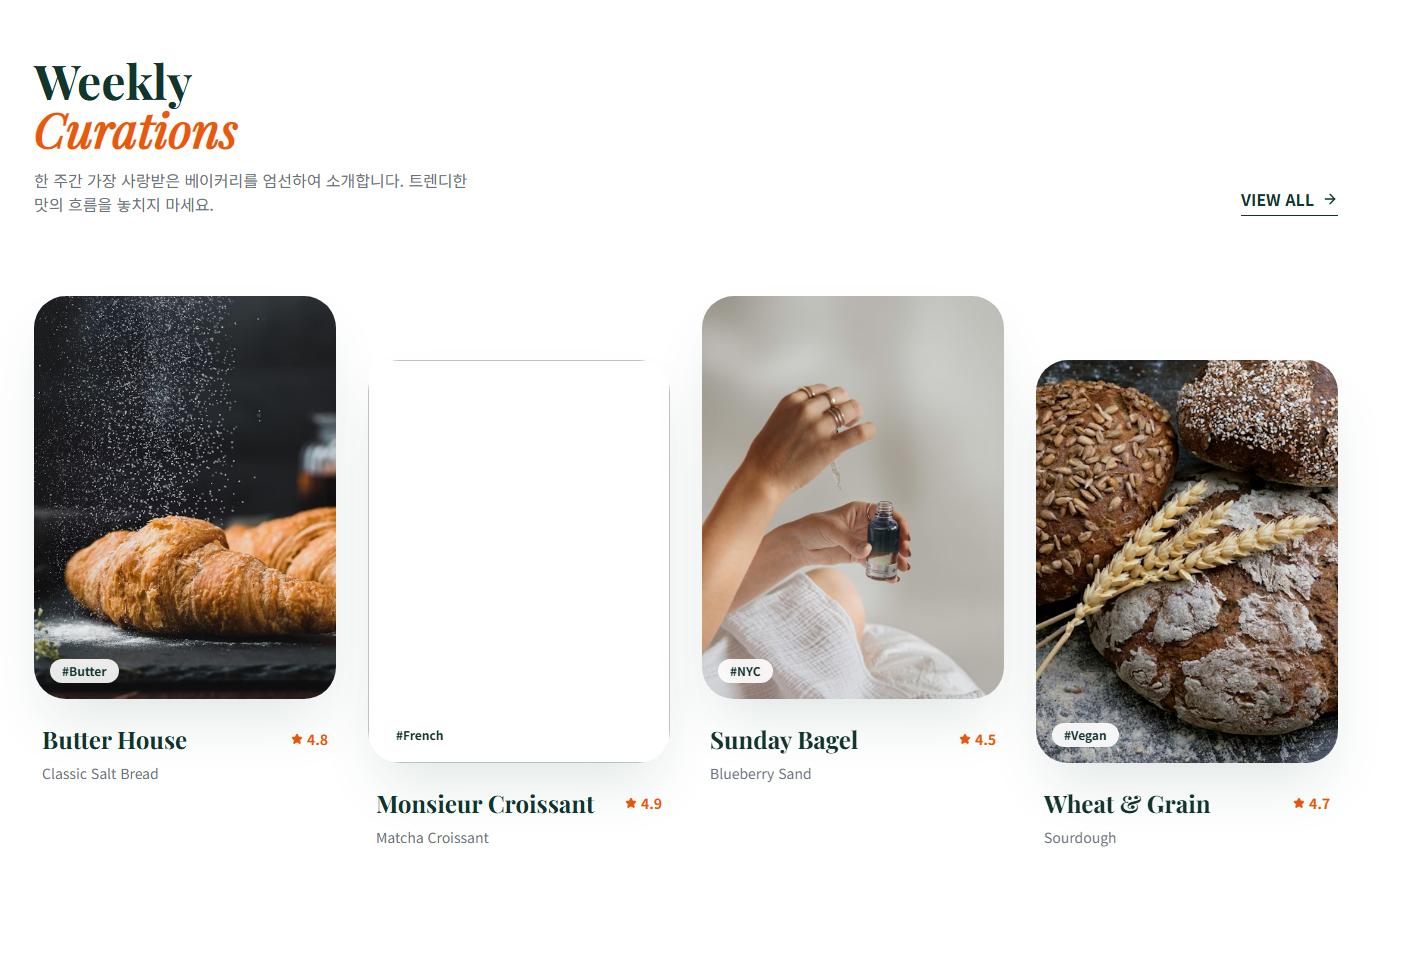 Weekly
Curations
한 주간 가장 사랑받은 베이커리를 엄선하여 소개합니다. 트렌디한
맛의 흐름을 놓치지 마세요.
VIEW ALL →
#Butter
Butter House ★ 4.8
Classic Salt Bread
#French
Monsieur Croissant ★ 4.9
Matcha Croissant
#NYC
Sunday Bagel ★ 4.5
Blueberry Sand
#Vegan
Wheat & Grain ★ 4.7
Sourdough